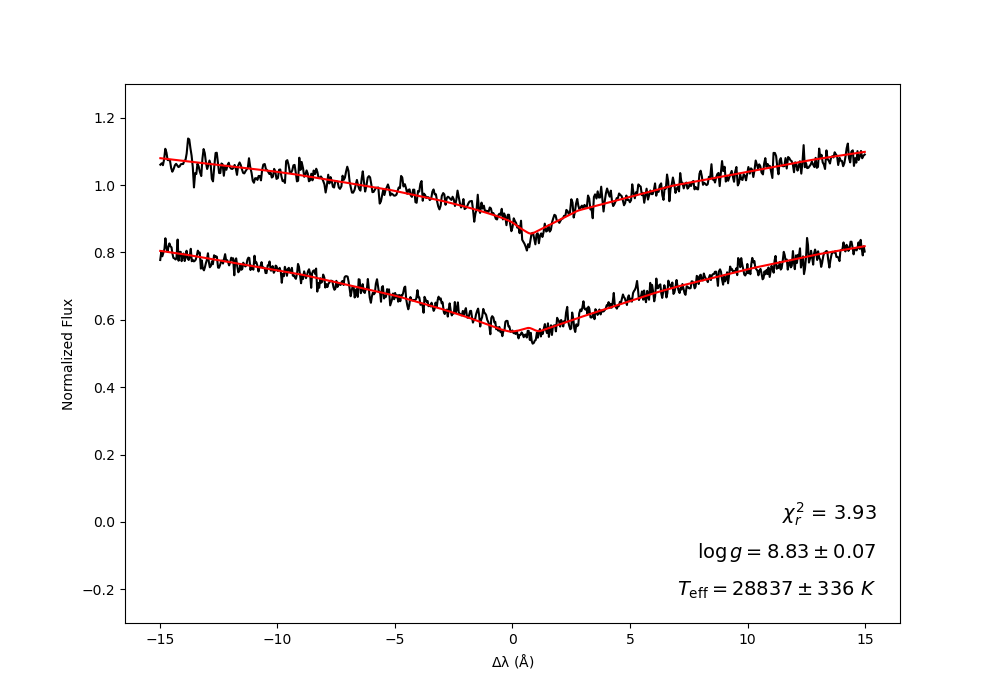 1.2
1.0
0.8
0.6
0.4
0.2
0.0
−0.2
Normalized Flux
χ²ᵣ = 3.93
log g = 8.83 ± 0.07
T_eff = 28837 ± 336 K
−15 −10 −5 0 5 10 15
Δλ (Å)